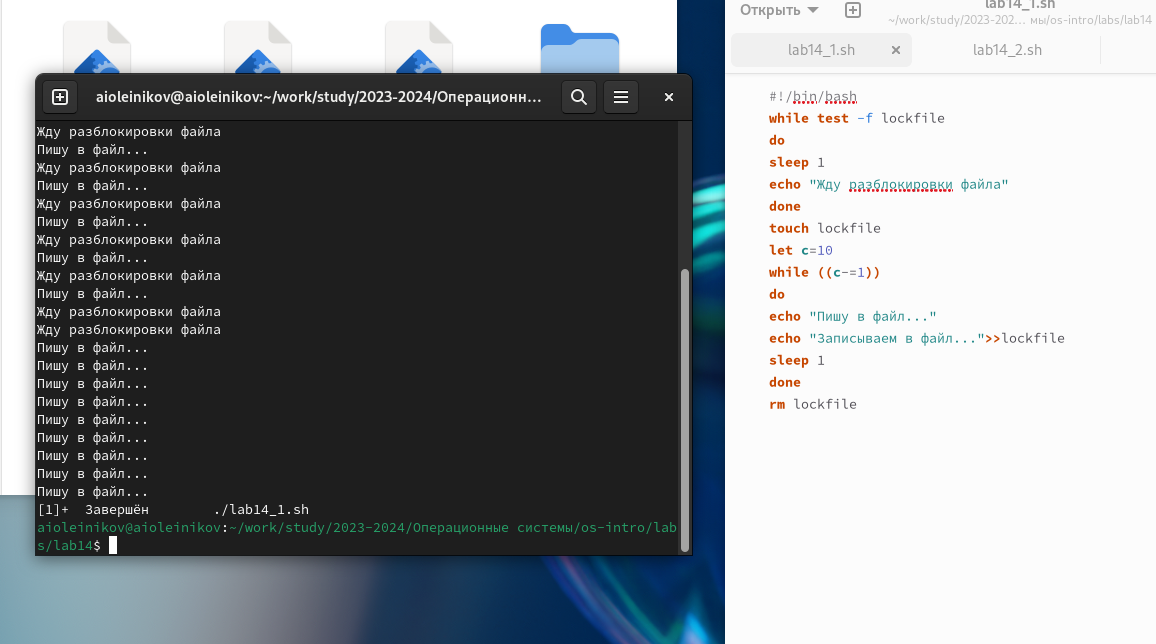 aioleinikov@aioleinikov:~/work/study/2023-2024/Операционн...
Жду разблокировки файла
Пишу в файл...
Жду разблокировки файла
Пишу в файл...
Жду разблокировки файла
Пишу в файл...
Жду разблокировки файла
Пишу в файл...
Жду разблокировки файла
Пишу в файл...
Жду разблокировки файла
Жду разблокировки файла
Пишу в файл...
Пишу в файл...
Пишу в файл...
Пишу в файл...
Пишу в файл...
Пишу в файл...
Пишу в файл...
Пишу в файл...
Пишу в файл...
[1]+  Завершён        ./lab14_1.sh
aioleinikov@aioleinikov:~/work/study/2023-2024/Операционные системы/os-intro/lab
s/lab14$
Открыть
lab14_1.sh
~/work/study/2023-202… мы/os-intro/labs/lab14
lab14_1.sh
lab14_2.sh
#!/bin/bash
while test -f lockfile
do
sleep 1
echo "Жду разблокировки файла"
done
touch lockfile
let c=10
while ((c-=1))
do
echo "Пишу в файл..."
echo "Записываем в файл...">>lockfile
sleep 1
done
rm lockfile